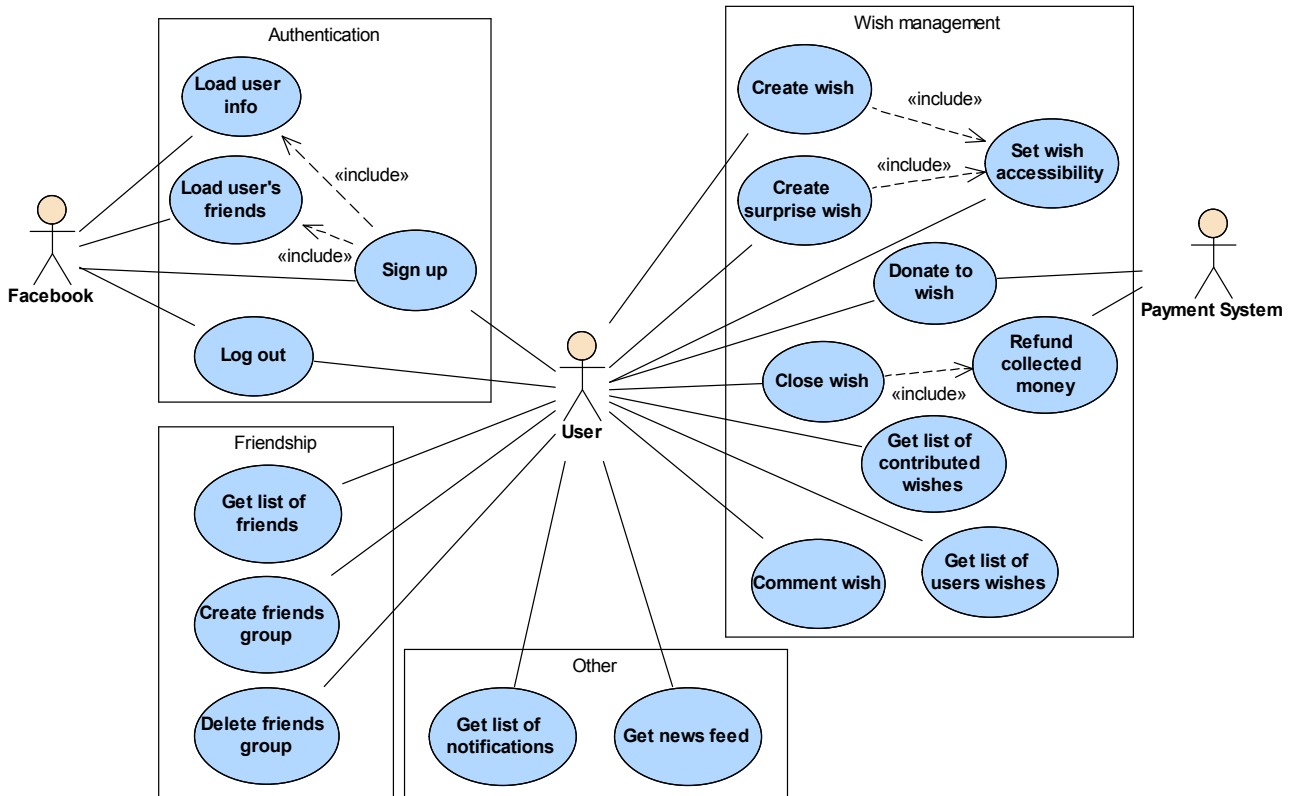 Authentication
Load user
info
«include»
Load user's
friends
«include»
Sign up
Log out
Facebook
Wish management
Create wish
«include»
Set wish
accessibility
«include»
Create
surprise wish
Donate to
wish
Payment System
Refund
collected
money
Close wish
«include»
Get list of
contributed
wishes
Get list of
users wishes
Comment wish
User
Friendship
Get list of
friends
Create friends
group
Delete friends
group
Other
Get list of
notifications
Get news feed